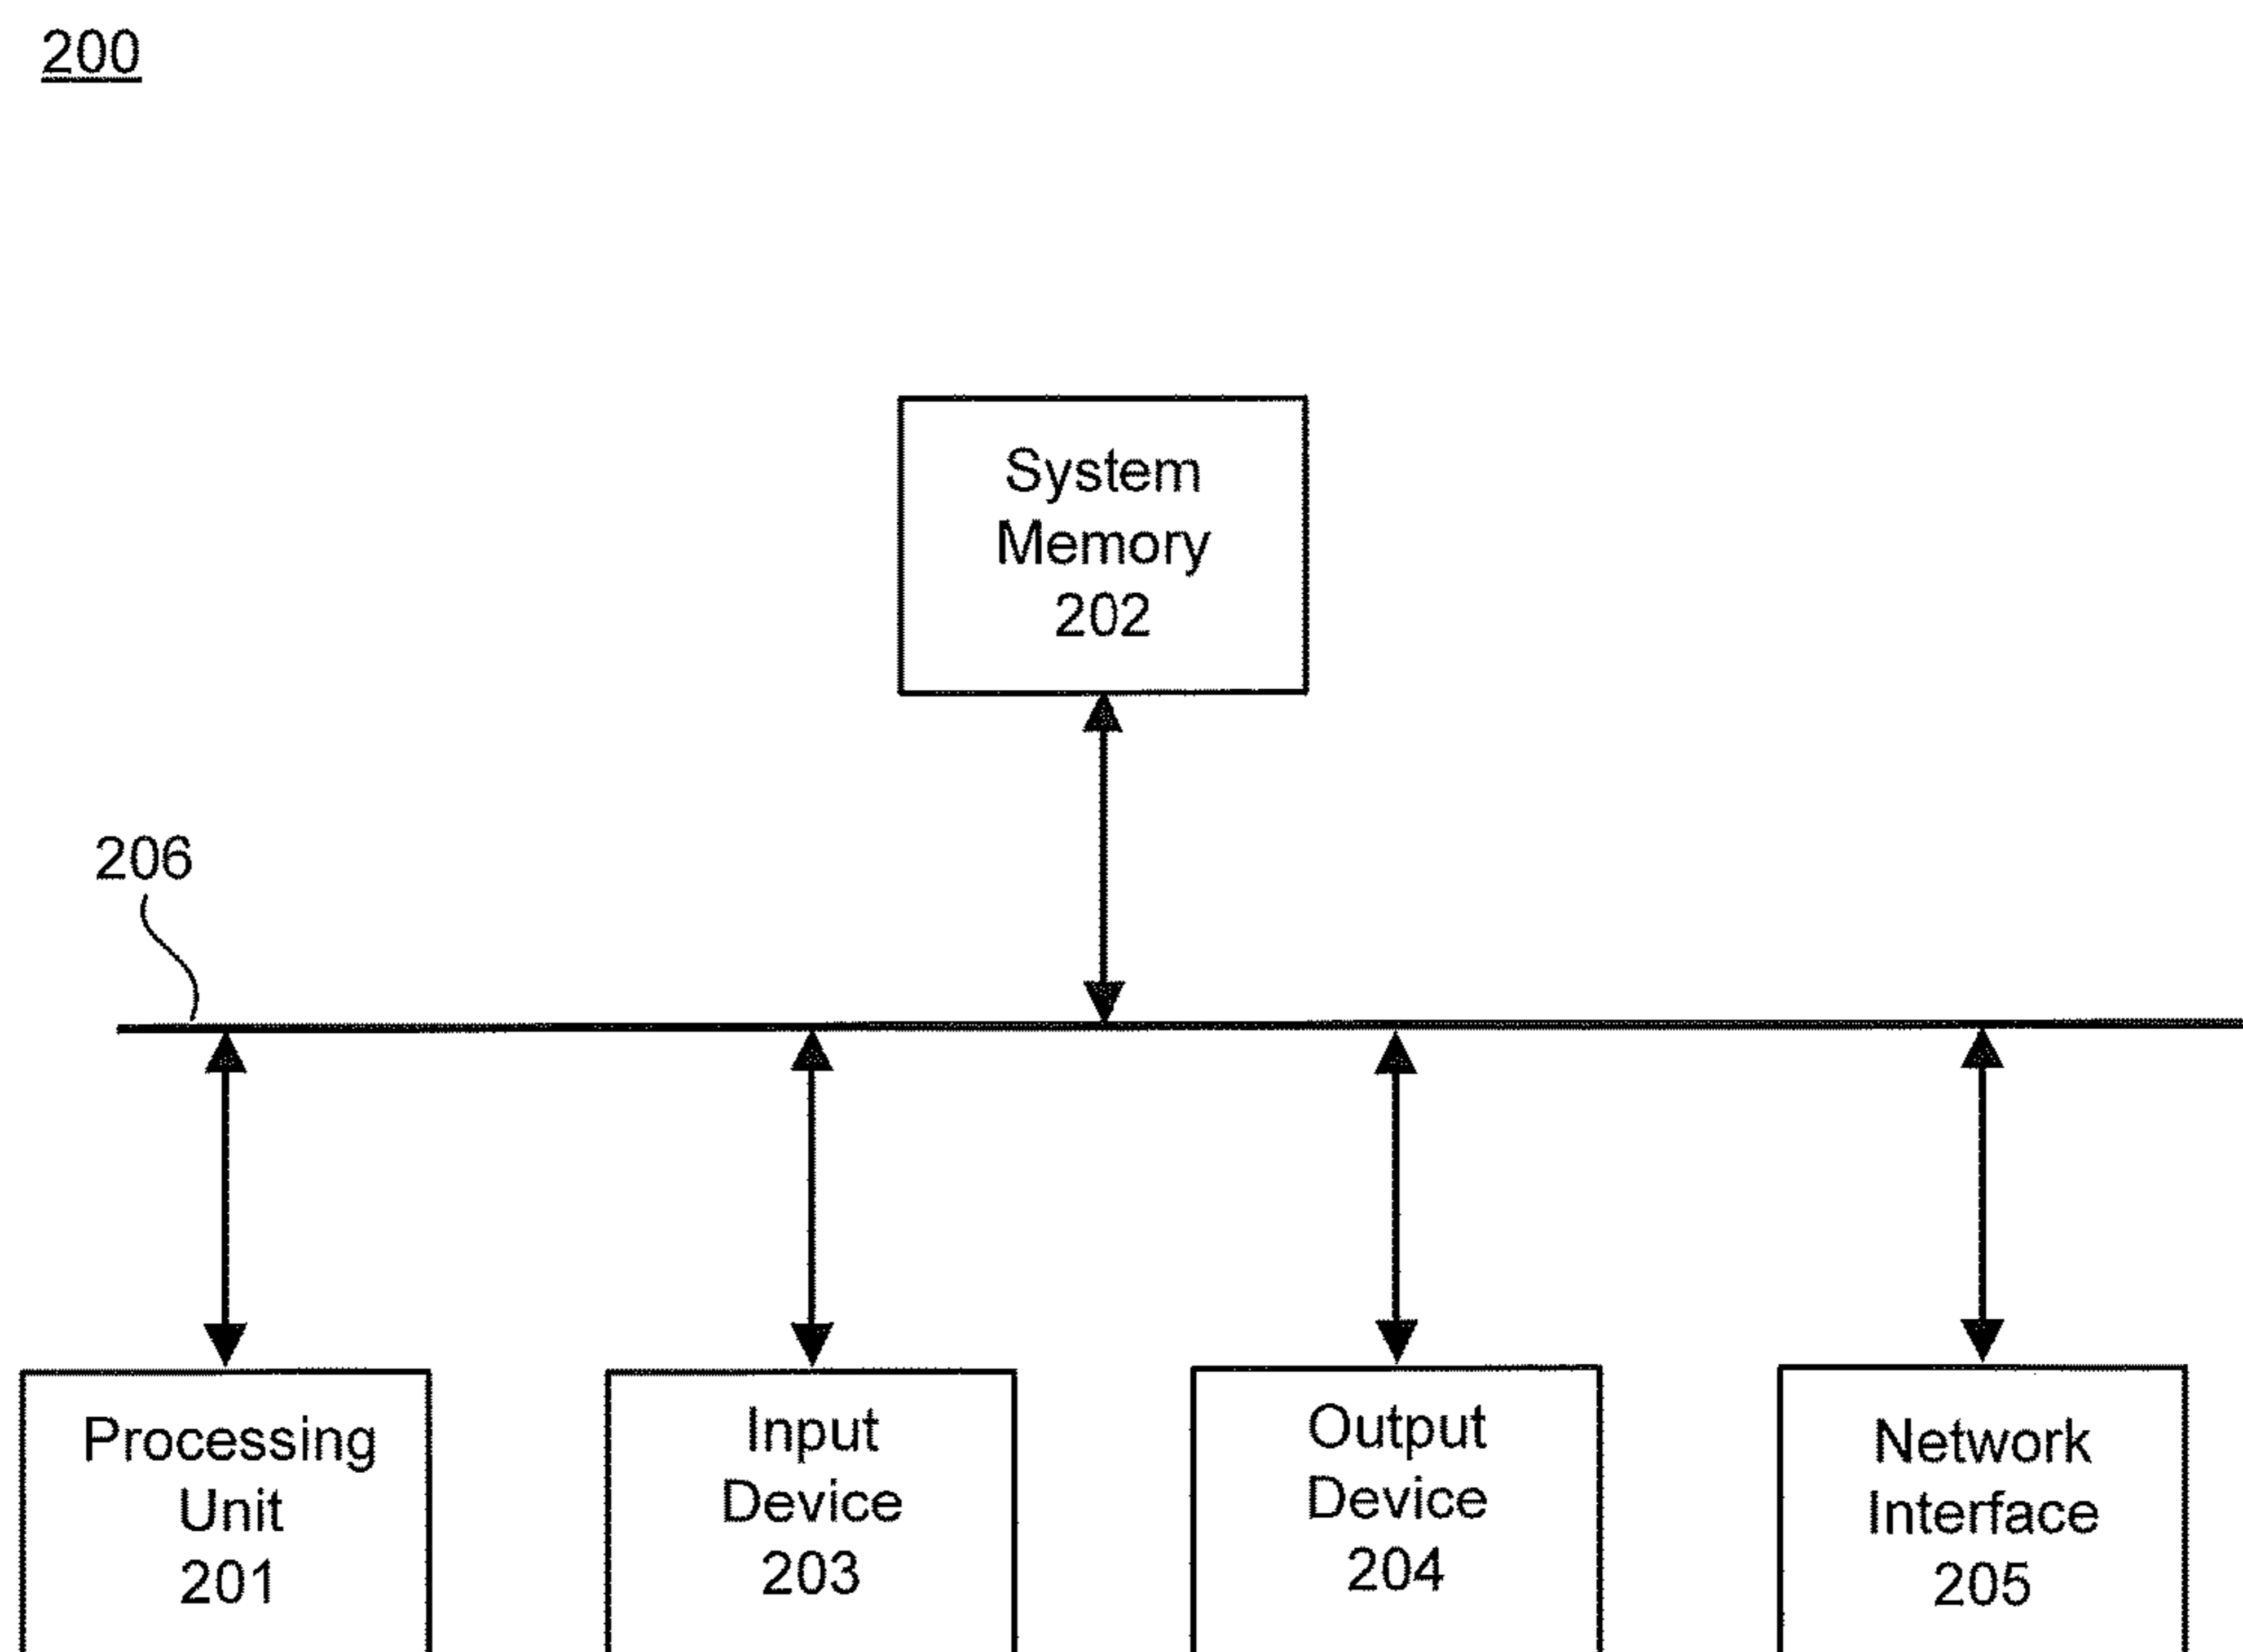 200
System
Memory
202
206
Processing
Unit
201
Input
Device
203
Output
Device
204
Network
Interface
205